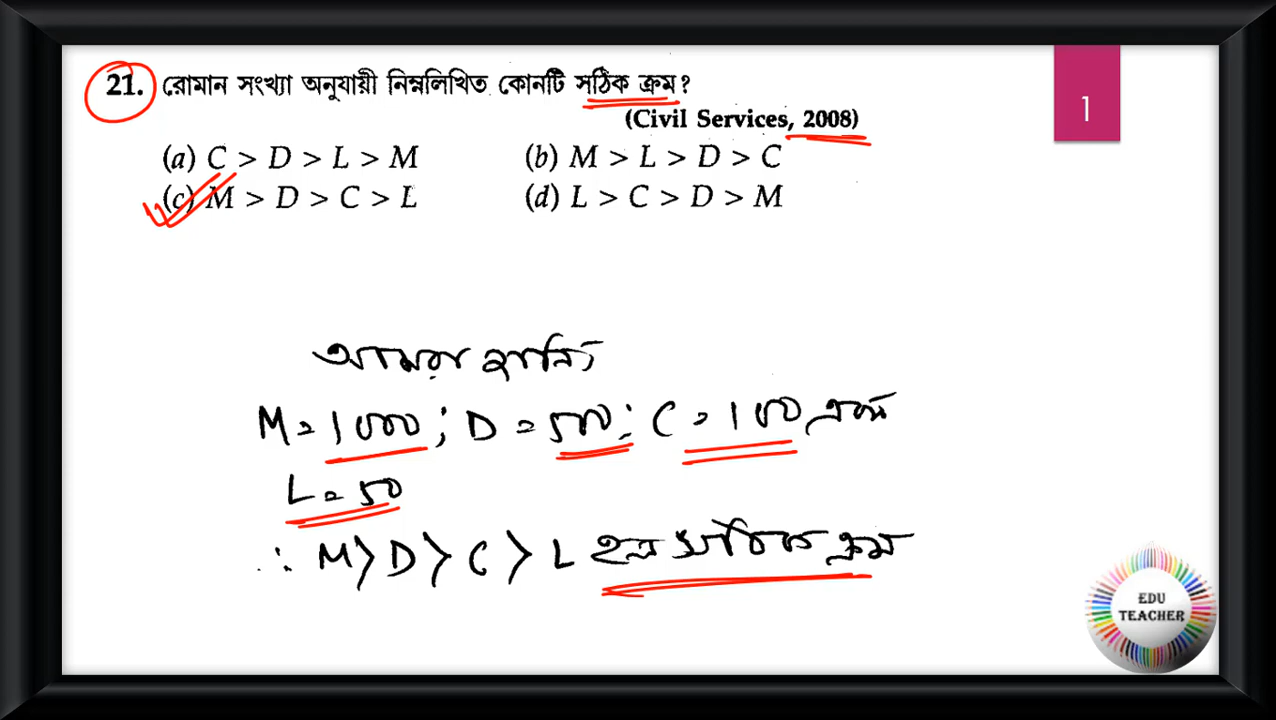 21. রোমান সংখ্যা অনুযায়ী নিম্নলিখিত কোনটি সঠিক ক্রম?
(Civil Services, 2008)
1
(a) C > D > L > M (b) M > L > D > C
(c) M > D > C > L (d) L > C > D > M
আমরা জানি,
M = 1000; D = 500; C = 100 এবং
L = 50
∴ M > D > C > L হল সঠিক ক্রম
EDU
TEACHER